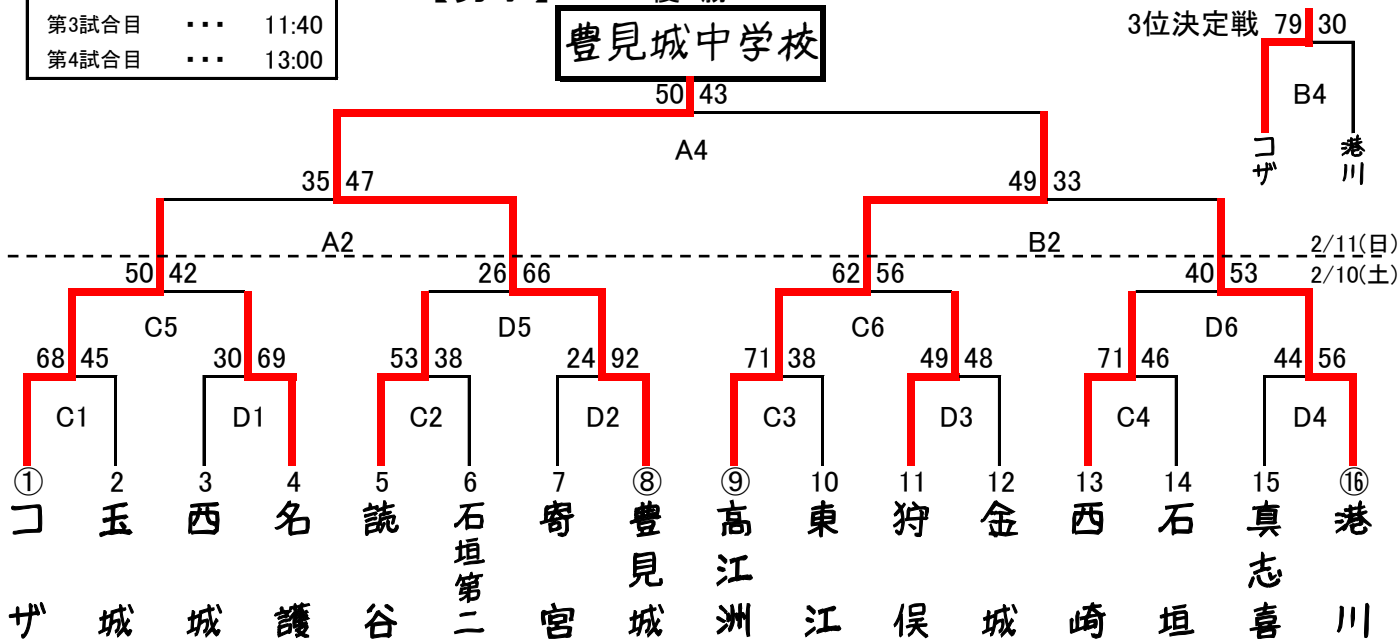 第3試合目 ・・・ 11:40
第4試合目 ・・・ 13:00
豊見城中学校
3位決定戦 79 30
B4
コザ 港川
50 43
A4
35 47 49 33
A2 B2 2/11(日)
50 42 26 66 62 56 40 53 2/10(土)
C5 D5 C6 D6
68 45 30 69 53 38 24 92 71 38 49 48 71 46 44 56
C1 D1 C2 D2 C3 D3 C4 D4
① 2 3 4 5 6 7 ⑧ ⑨ 10 11 12 13 14 15 ⑯
コザ 玉城 西城 名護 読谷 石垣第二 寄宮 豊見城 高江洲 東江 狩俣 金城 西崎 石垣 真志喜 港川